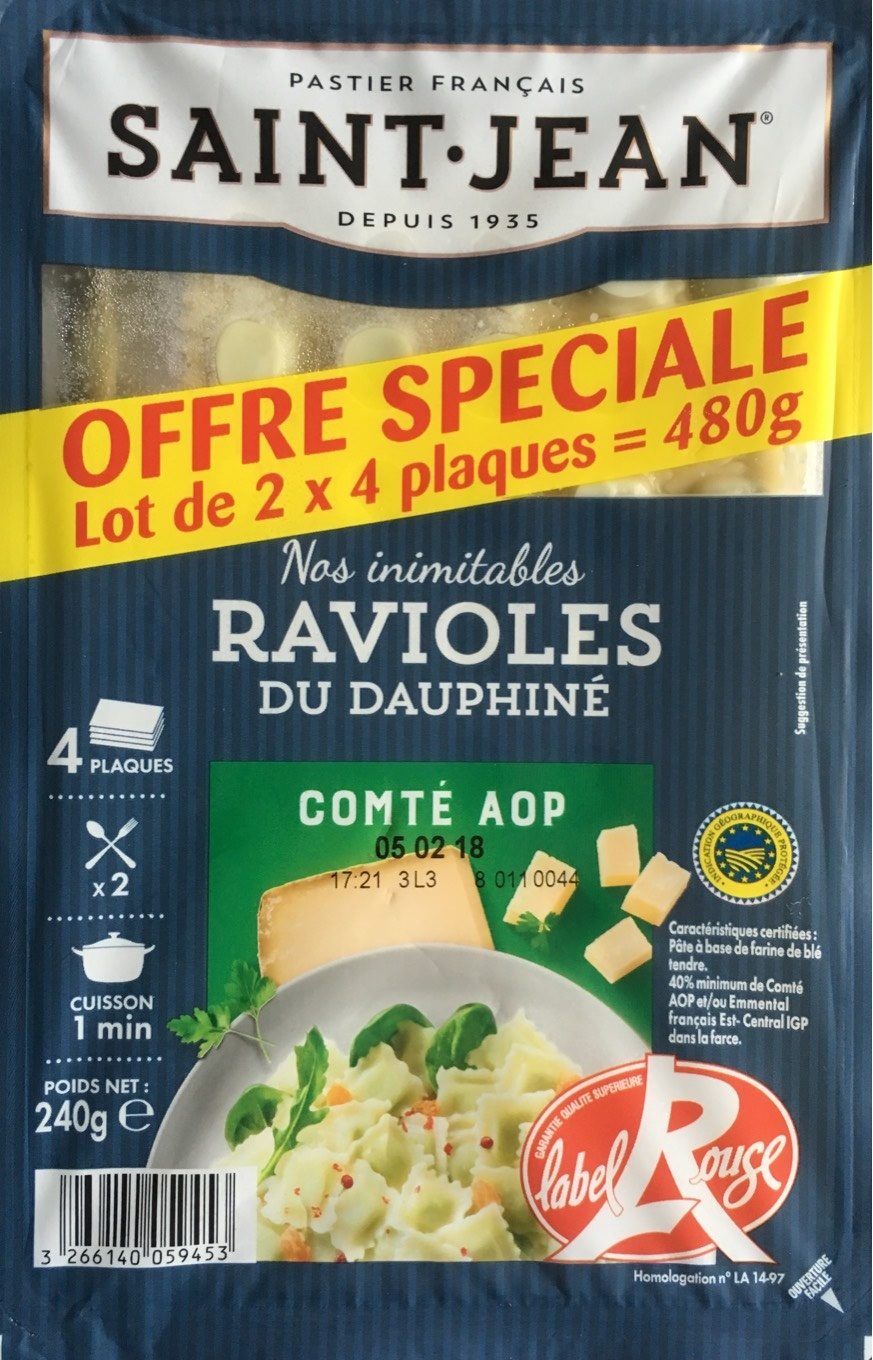 PASTIER FRANÇAIS
SAINT·JEAN®
DEPUIS 1935
OFFRE SPECIALE
Lot de 2 x 4 plaques = 480g
Nos inimitables
RAVIOLES
DU DAUPHINÉ
Suggestion de présentation
4 PLAQUES
x 2
CUISSON
1 min
POIDS NET :
240g e
COMTÉ AOP
05 02 18
17:21 3L3 8 011 0044
INDICATION GÉOGRAPHIQUE PROTÉGÉE
Caractéristiques certifiées :
Pâte à base de farine de blé
tendre.
40% minimum de Comté
AOP et/ou Emmental
français Est- Central IGP
dans la farce.
GARANTIE QUALITE SUPERIEURE
label Rouge
Homologation n° LA 14-97
OUVERTURE
FACILE
3 266140 059453